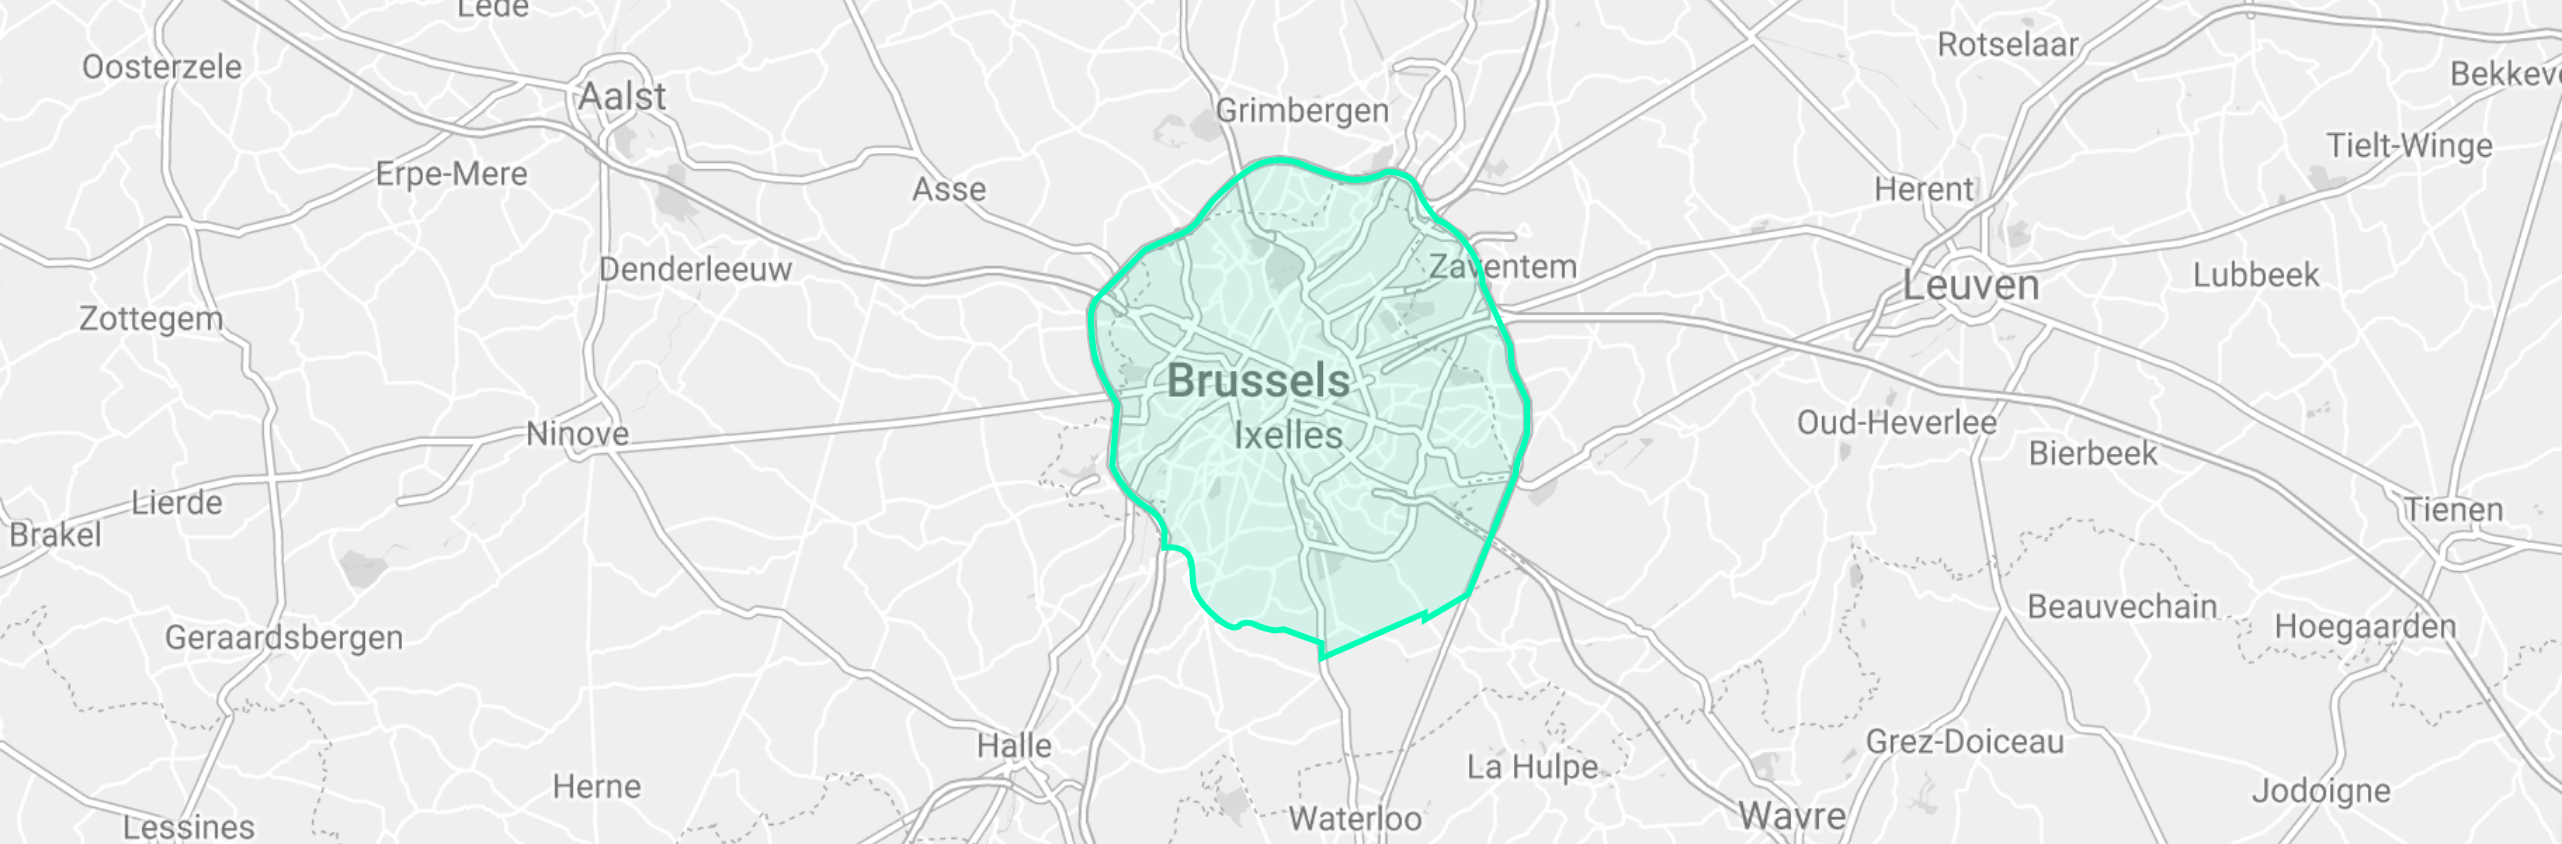 Lede
Rotselaar
Oosterzele
Bekkev
Aalst
Grimbergen
Tielt-Winge
Erpe-Mere
Asse
Herent
Denderleeuw
Zaventem
Lubbeek
Leuven
Zottegem
Brussels
Oud-Heverlee
Ninove
Ixelles
Bierbeek
Lierde
Tienen
Brakel
Beauvechain
Hoegaarden
Geraardsbergen
Halle
Grez-Doiceau
La Hulpe
Herne
Jodoigne
Wavre
Waterloo
Lessines